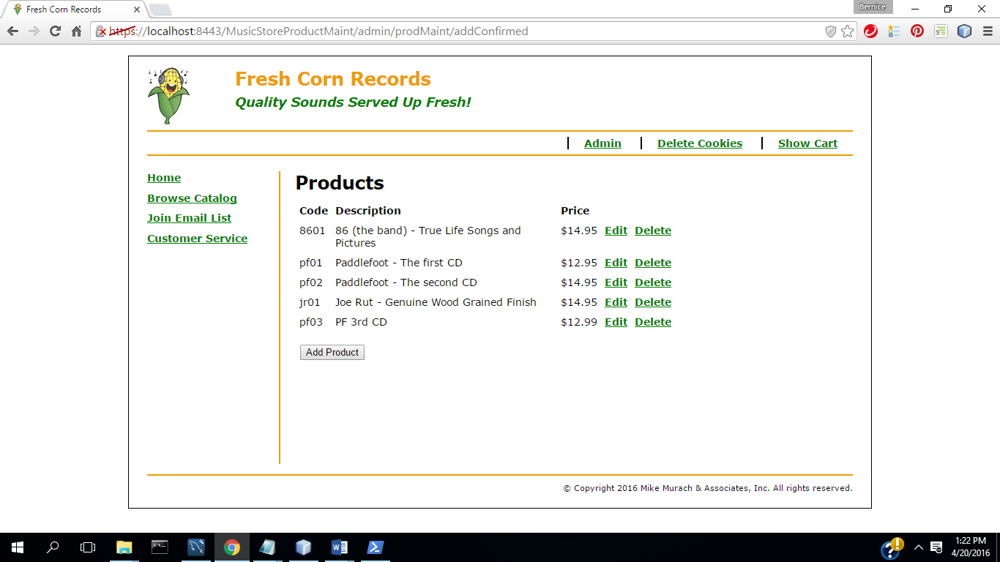 Fresh Corn Records
Bernice
https://localhost:8443/MusicStoreProductMaint/admin/prodMaint/addConfirmed
Fresh Corn Records
Quality Sounds Served Up Fresh!
Admin Delete Cookies Show Cart
Home
Browse Catalog
Join Email List
Customer Service
Products
Code Description Price
8601 86 (the band) - True Life Songs and $14.95 Edit Delete
Pictures
pf01 Paddlefoot - The first CD $12.95 Edit Delete
pf02 Paddlefoot - The second CD $14.95 Edit Delete
jr01 Joe Rut - Genuine Wood Grained Finish $14.95 Edit Delete
pf03 PF 3rd CD $12.99 Edit Delete
Add Product
© Copyright 2016 Mike Murach & Associates, Inc. All rights reserved.
1:22 PM
4/20/2016